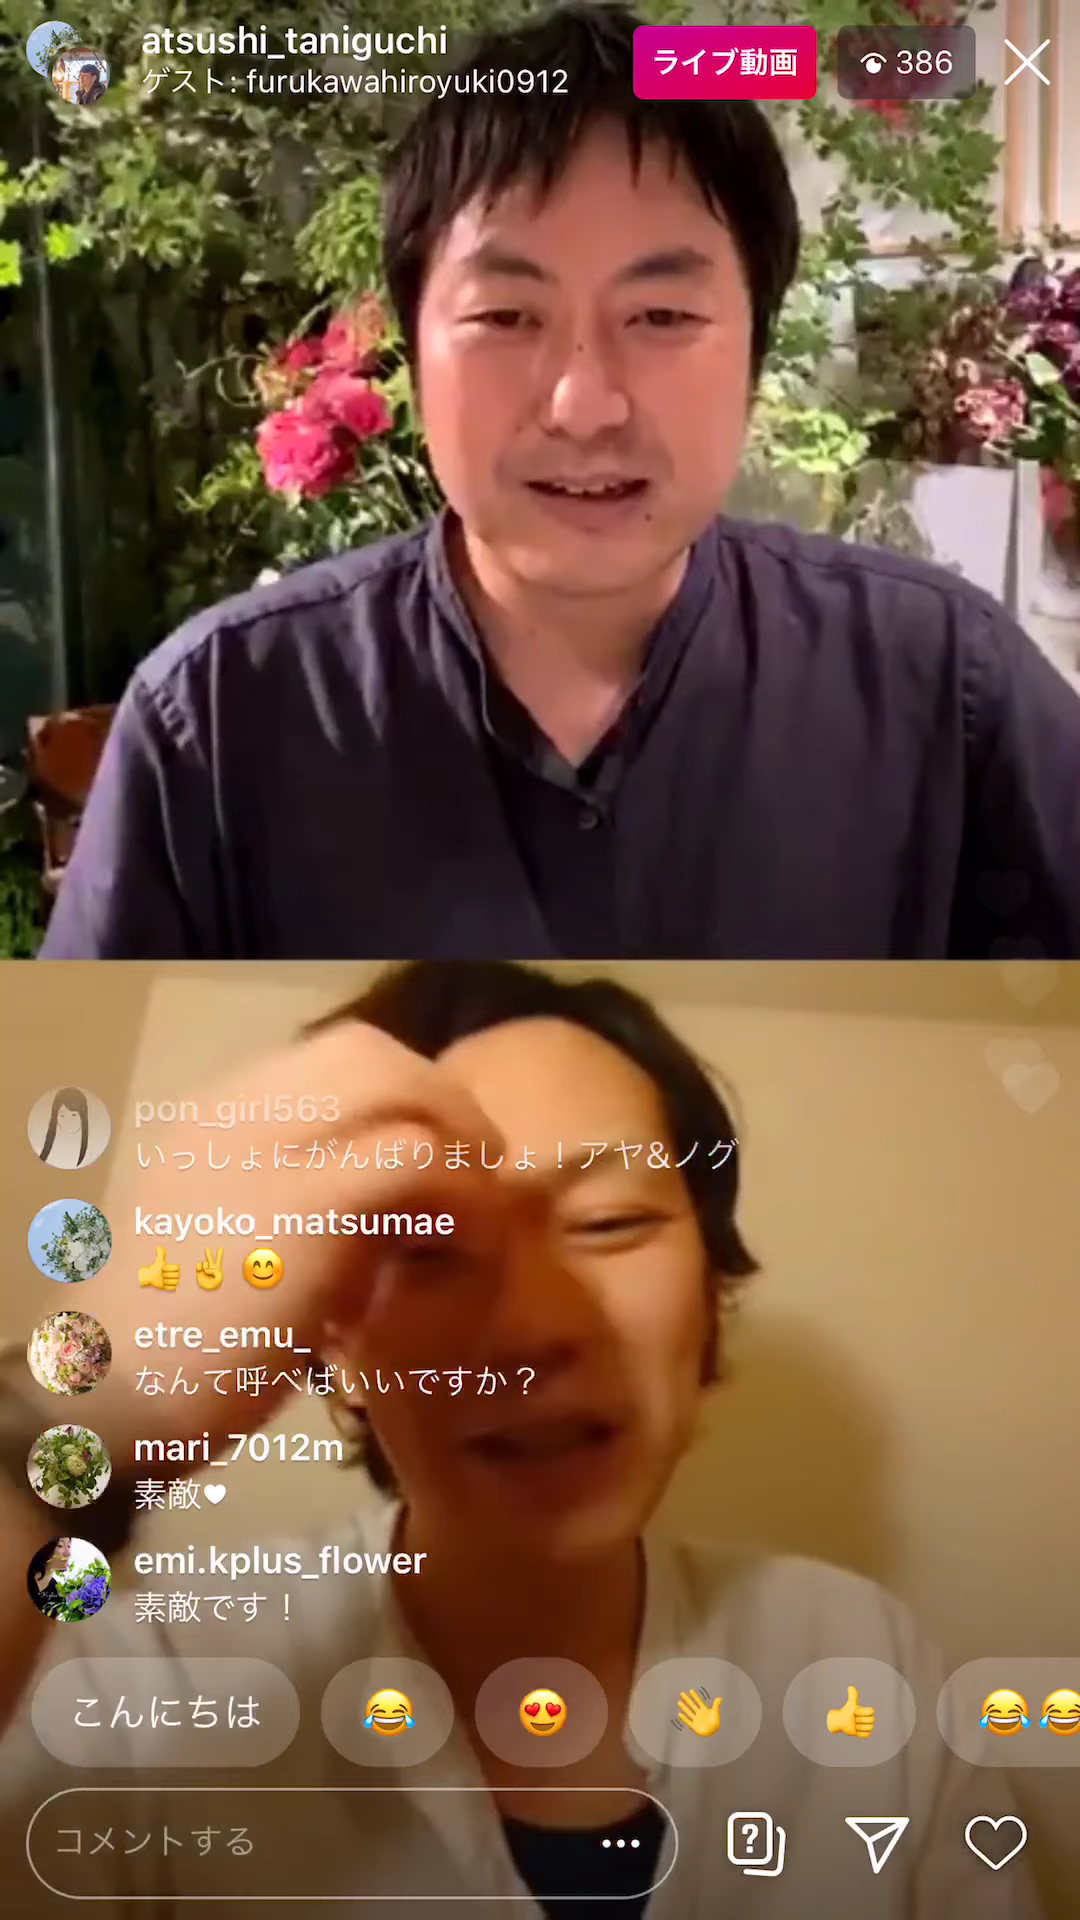 atsushi_taniguchi
ゲスト: furukawahiroyuki0912
ライブ動画
386
pon_girl563
いっしょにがんばりましょ！アヤ&ノグ
kayoko_matsumae
👍✌😊
etre_emu_
なんて呼べばいいですか？
mari_7012m
素敵♥
emi.kplus_flower
素敵です！
こんにちは
コメントする